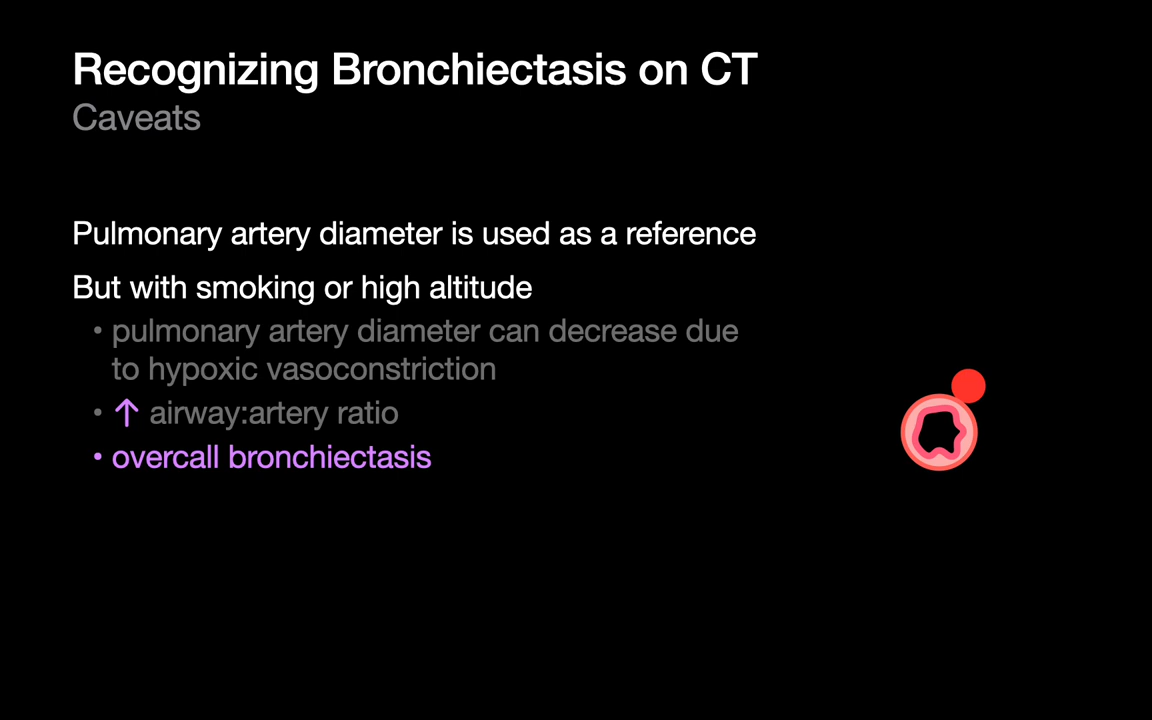 Recognizing Bronchiectasis on CT
Caveats
Pulmonary artery diameter is used as a reference
But with smoking or high altitude
• pulmonary artery diameter can decrease due
to hypoxic vasoconstriction
• ↑ airway:artery ratio
• overcall bronchiectasis